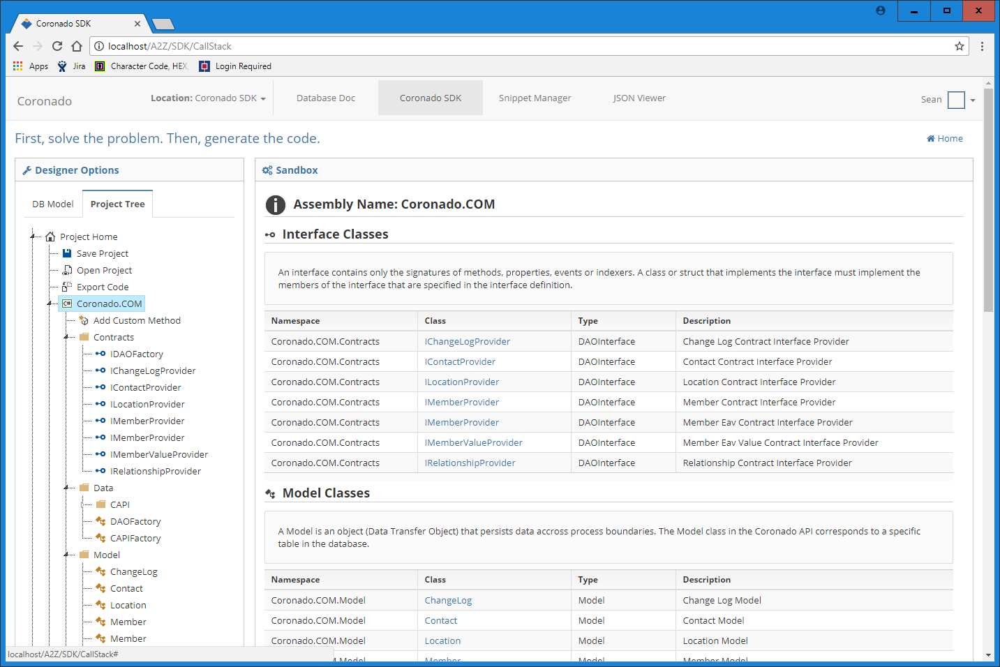 Coronado SDK
localhost/A2Z/SDK/CallStack
Apps Jira Character Code, HEX, Login Required
Coronado Location: Coronado SDK Database Doc Coronado SDK Snippet Manager JSON Viewer Sean
First, solve the problem. Then, generate the code. Home
Designer Options
DB Model Project Tree
Project Home
Save Project
Open Project
Export Code
C# Coronado.COM
Add Custom Method
Contracts
IDAOFactory
IChangeLogProvider
IContactProvider
ILocationProvider
IMemberProvider
IMemberProvider
IMemberValueProvider
IRelationshipProvider
Data
CAPI
DAOFactory
CAPIFactory
Model
ChangeLog
Contact
Location
Member
Member
localhost/A2Z/SDK/CallStack#
Sandbox
Assembly Name: Coronado.COM
Interface Classes
An interface contains only the signatures of methods, properties, events or indexers. A class or struct that implements the interface must implement the
members of the interface that are specified in the interface definition.
Namespace Class Type Description
Coronado.COM.Contracts IChangeLogProvider DAOInterface Change Log Contract Interface Provider
Coronado.COM.Contracts IContactProvider DAOInterface Contact Contract Interface Provider
Coronado.COM.Contracts ILocationProvider DAOInterface Location Contract Interface Provider
Coronado.COM.Contracts IMemberProvider DAOInterface Member Contract Interface Provider
Coronado.COM.Contracts IMemberProvider DAOInterface Member Eav Contract Interface Provider
Coronado.COM.Contracts IMemberValueProvider DAOInterface Member Eav Value Contract Interface Provider
Coronado.COM.Contracts IRelationshipProvider DAOInterface Relationship Contract Interface Provider
Model Classes
A Model is an object (Data Transfer Object) that persists data accross process boundaries. The Model class in the Coronado API corresponds to a specific
table in the database.
Namespace Class Type Description
Coronado.COM.Model ChangeLog Model Change Log Model
Coronado.COM.Model Contact Model Contact Model
Coronado.COM.Model Location Model Location Model
M.Model Member Model Member Model